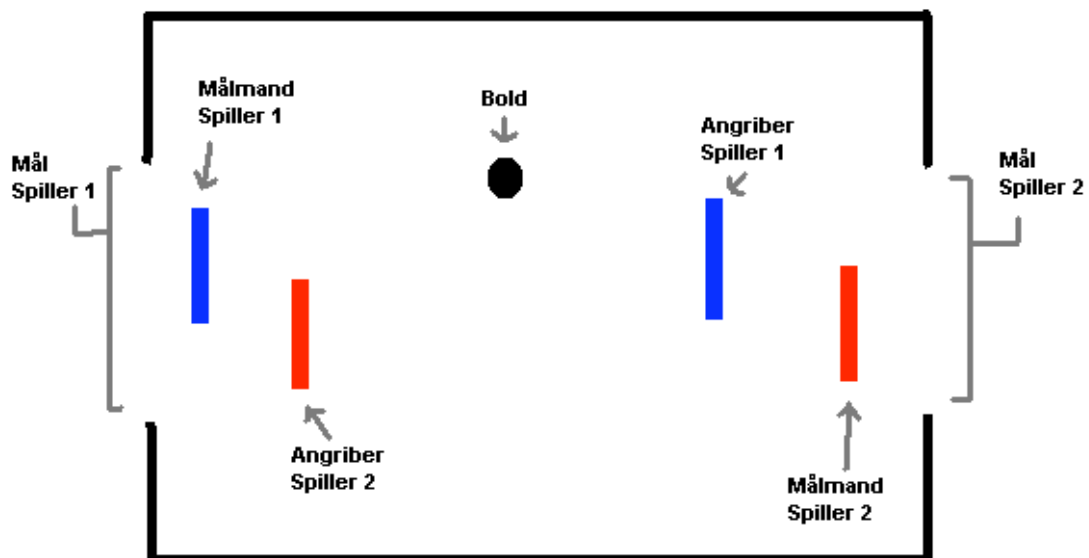 Målmand
Spiller 1
Bold
Angriber
Spiller 1
Mål
Spiller 1
Mål
Spiller 2
Angriber
Spiller 2
Målmand
Spiller 2